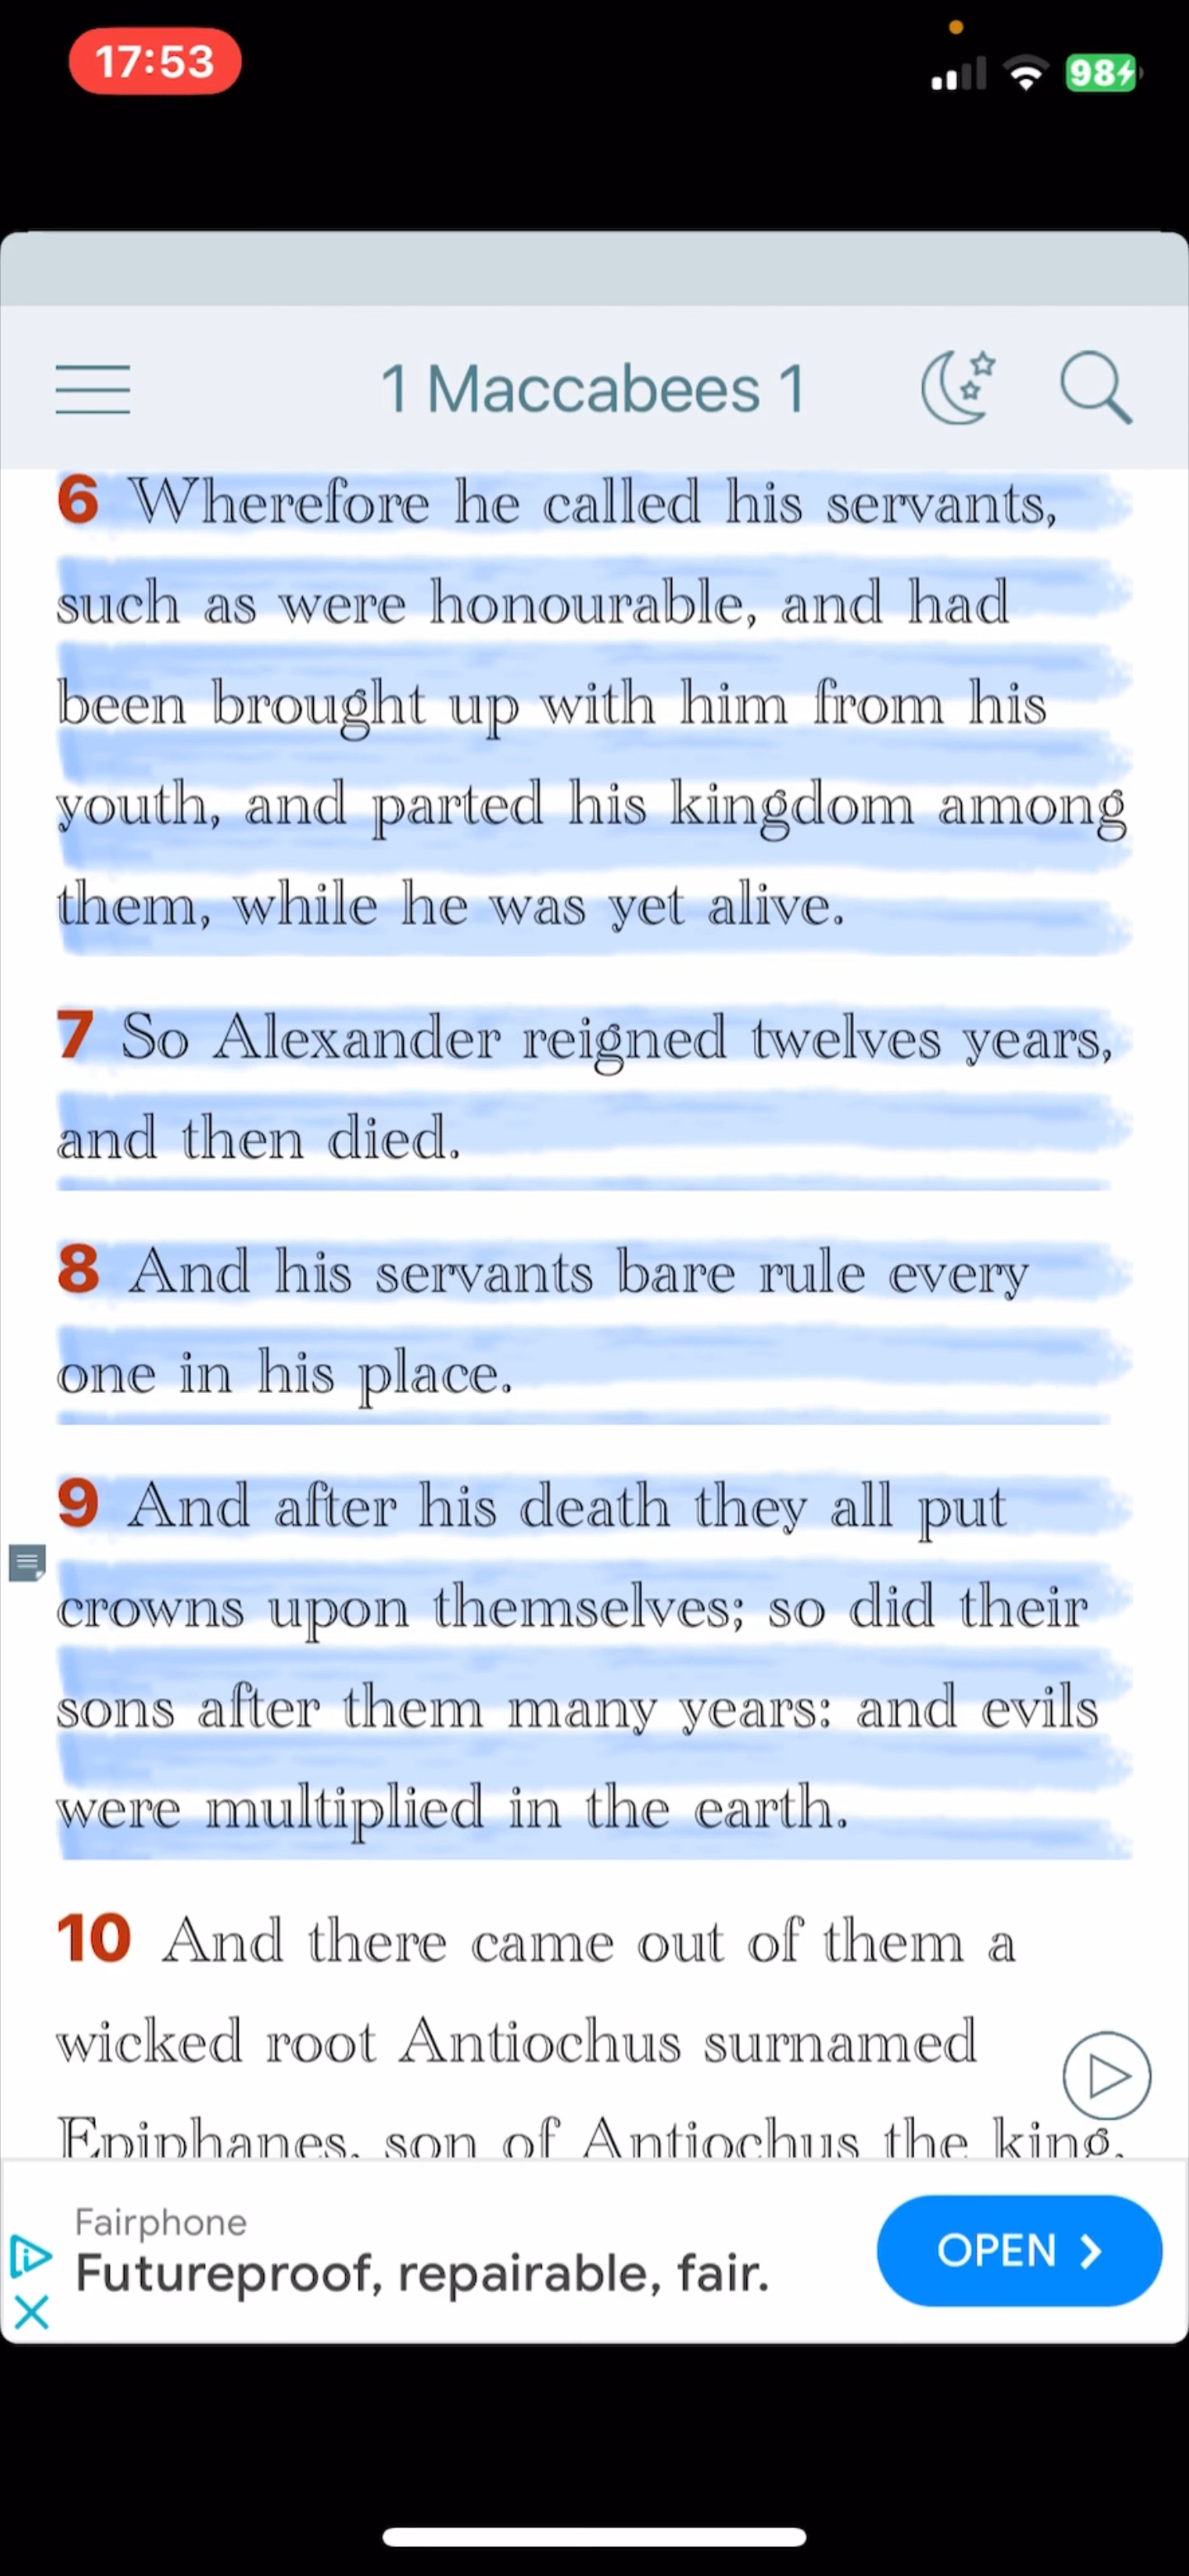 17:53
98
1 Maccabees 1
6 Wherefore he called his servants,
such as were honourable, and had
been brought up with him from his
youth, and parted his kingdom among
them, while he was yet alive.
7 So Alexander reigned twelves years,
and then died.
8 And his servants bare rule every
one in his place.
9 And after his death they all put
crowns upon themselves; so did their
sons after them many years: and evils
were multiplied in the earth.
10 And there came out of them a
wicked root Antiochus surnamed
Epiphanes, son of Antiochus the king,
Fairphone
Futureproof, repairable, fair.
OPEN